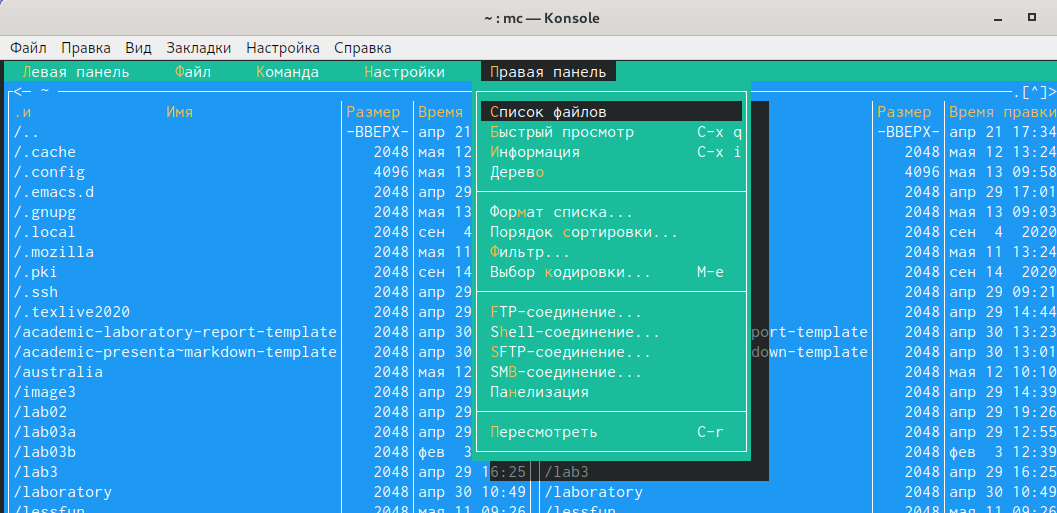 ~ : mc — Konsole
Файл Правка Вид Закладки Настройка Справка
Левая панель Файл Команда Настройки Правая панель
<— ~ .[^]>
.и Имя Размер Время Список файлов Размер Время правки
/.. -ВВЕРХ- апр 21 Быстрый просмотр C-x q -ВВЕРХ- апр 21 17:34
/.cache 2048 мая 12 Информация C-x i 2048 мая 12 13:24
/.config 4096 мая 13 Дерево 4096 мая 13 09:58
/.emacs.d 2048 апр 29 2048 апр 29 17:01
/.gnupg 2048 мая 13 Формат списка... 2048 мая 13 09:03
/.local 2048 сен 4 Порядок сортировки... 2048 сен 4 2020
/.mozilla 2048 мая 11 Фильтр... 2048 мая 11 13:24
/.pki 2048 сен 14 Выбор кодировки... M-e 2048 сен 14 2020
/.ssh 2048 апр 29 2048 апр 29 09:21
/.texlive2020 2048 апр 29 FTP-соединение... 2048 апр 29 14:44
/academic-laboratory-report-template 2048 апр 30 Shell-соединение... port-template 2048 апр 30 13:23
/academic-presenta~markdown-template 2048 апр 30 SFTP-соединение... down-template 2048 апр 30 13:01
/australia 2048 мая 12 SMB-соединение... 2048 мая 12 10:10
/image3 2048 апр 29 Панелизация 2048 апр 29 14:39
/lab02 2048 апр 29 2048 апр 29 19:26
/lab03a 2048 апр 29 Пересмотреть C-r 2048 апр 29 12:55
/lab03b 2048 фев 3 2048 фев 3 12:39
/lab3 2048 апр 29 16:25 /lab3 2048 апр 29 16:25
/laboratory 2048 апр 30 10:49 /laboratory 2048 апр 30 10:49
/lessfun 2048 мая 11 09:26 /lessfun 2048 мая 11 09:26